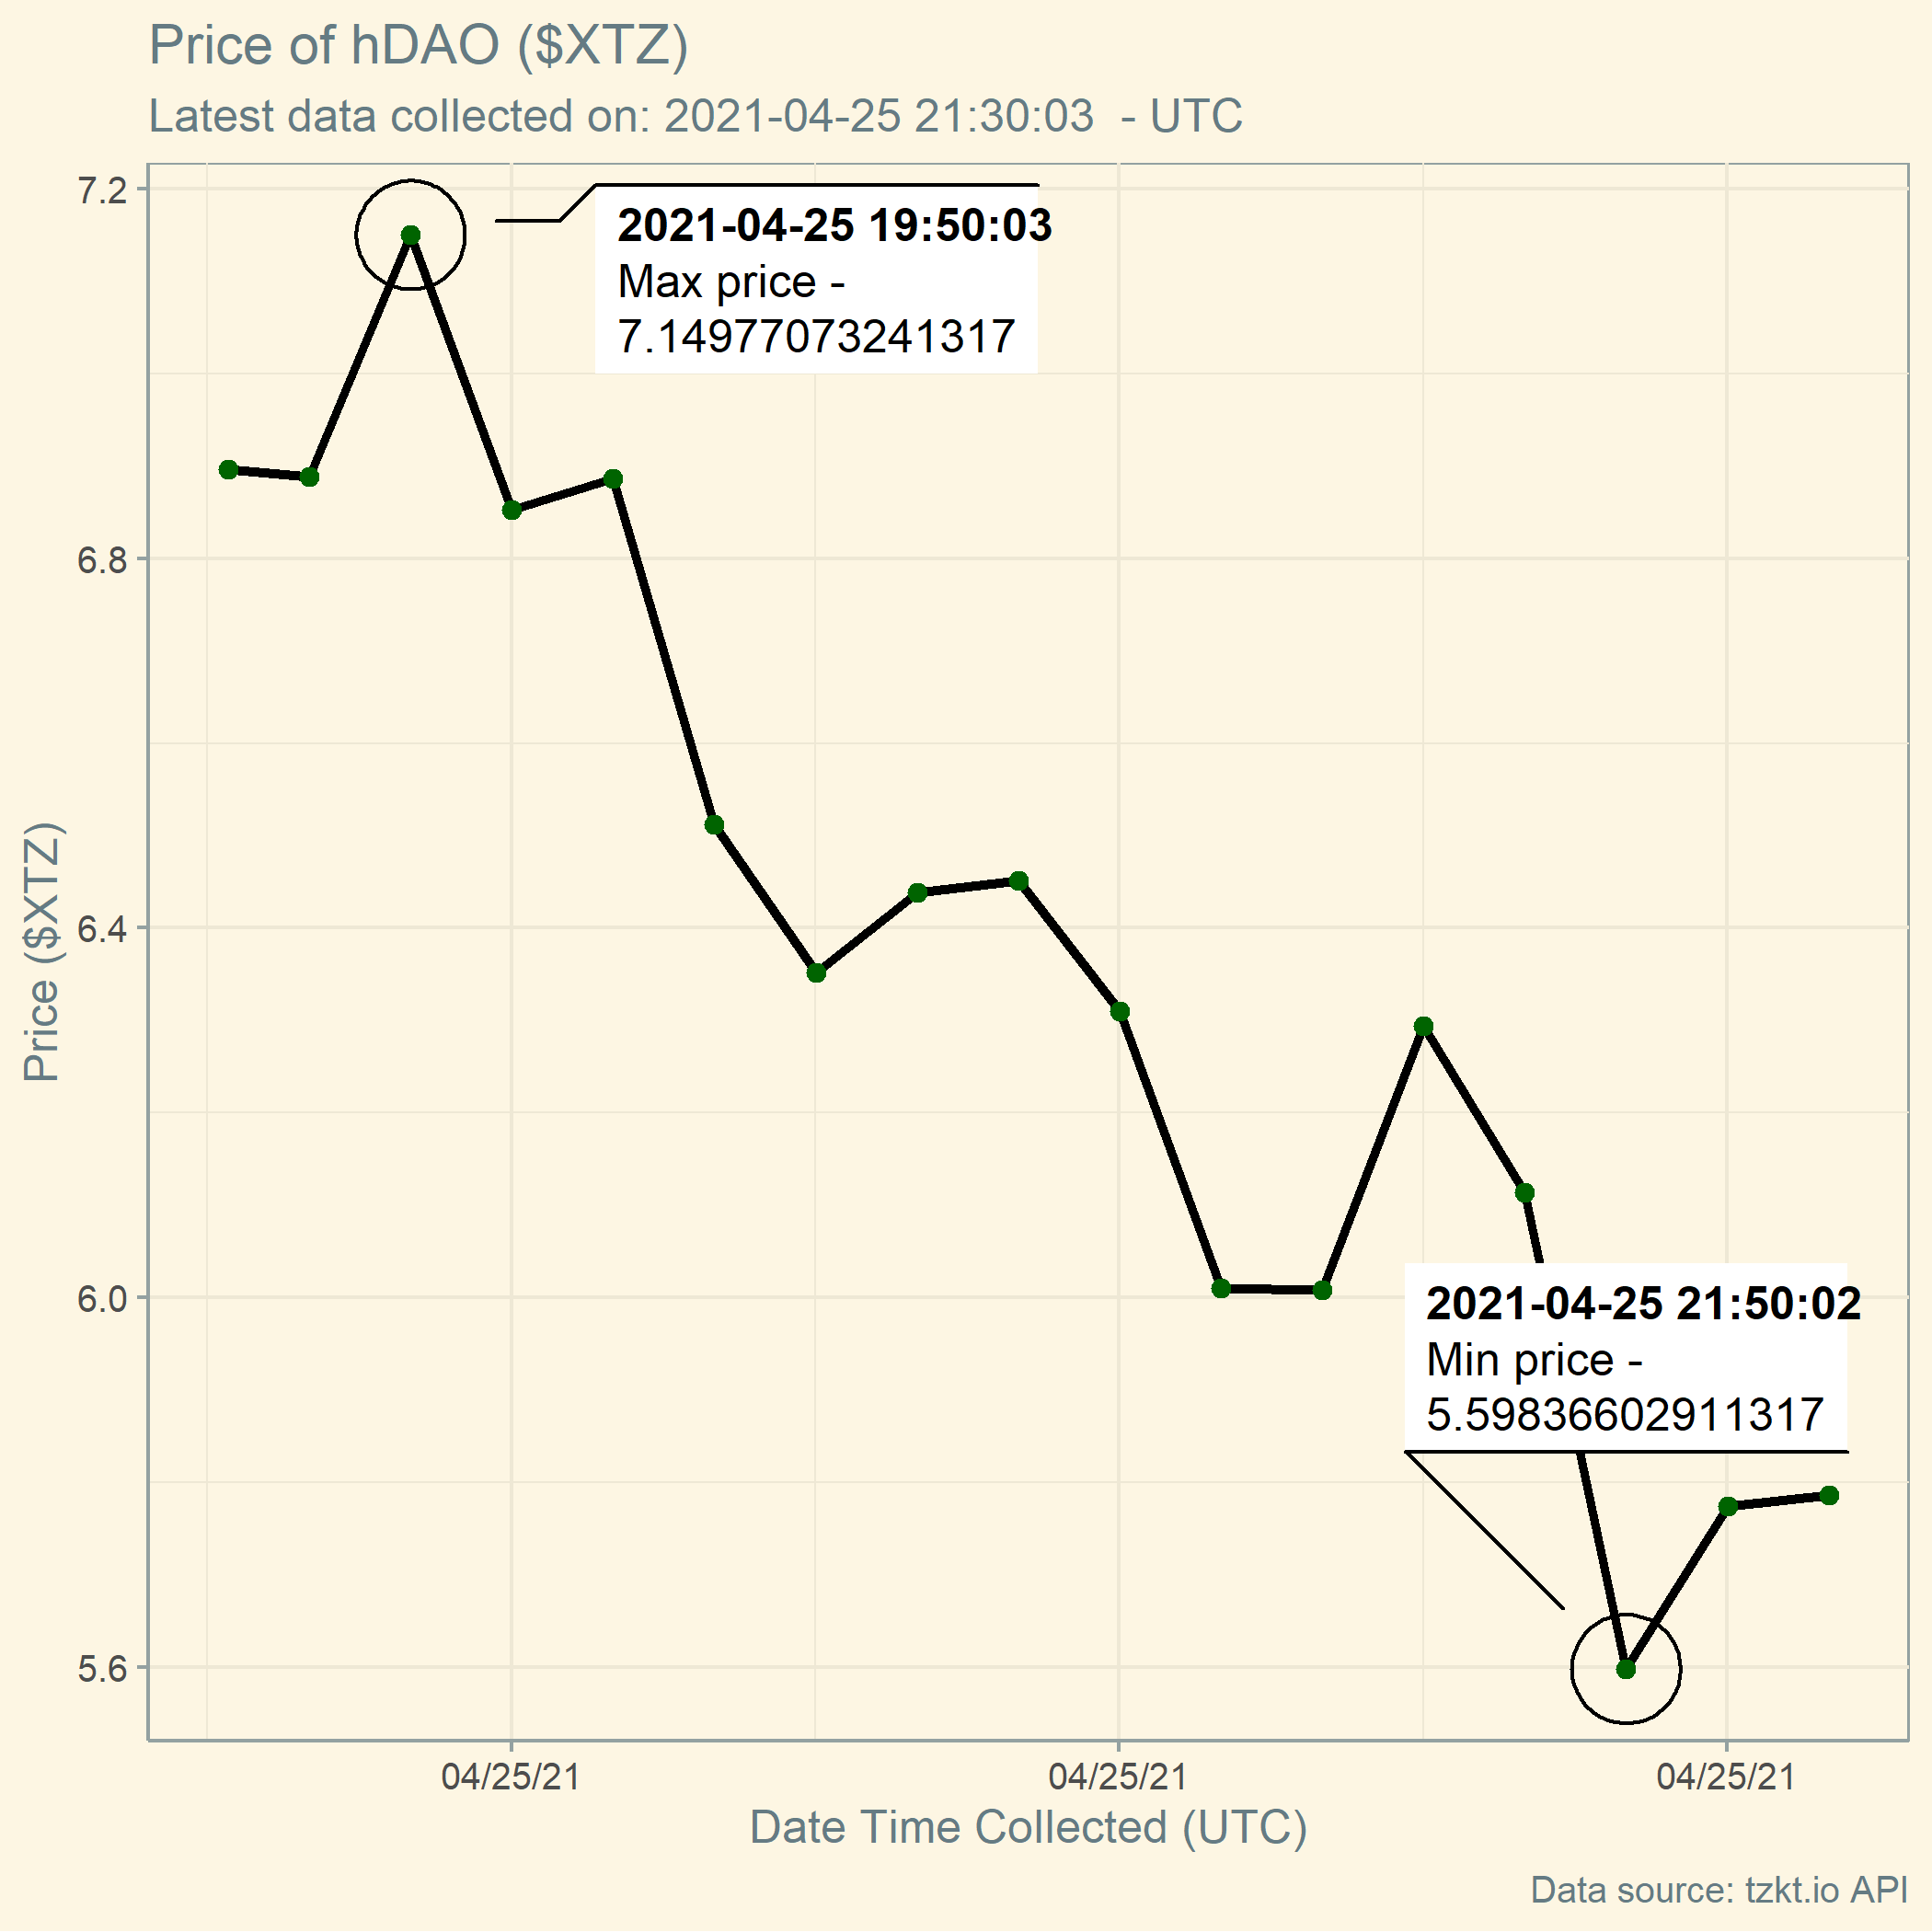 Price of hDAO ($XTZ)
Latest data collected on: 2021-04-25 21:30:03  - UTC
7.2
6.8
6.4
6.0
5.6
Price ($XTZ)
2021-04-25 19:50:03
Max price -
7.14977073241317
2021-04-25 21:50:02
Min price -
5.59836602911317
04/25/21
04/25/21
04/25/21
Date Time Collected (UTC)
Data source: tzkt.io API